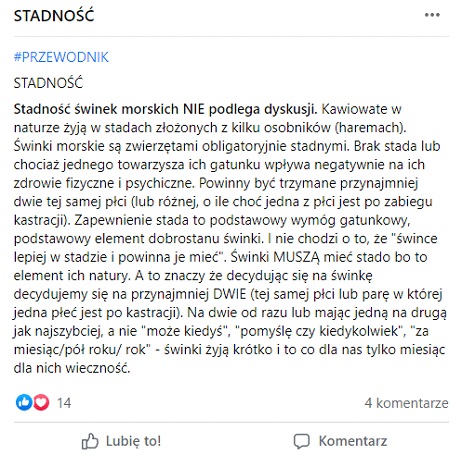 STADNOŚĆ
#PRZEWODNIK
STADNOŚĆ
Stadność świnek morskich NIE podlega dyskusji. Kawiowate w
naturze żyją w stadach złożonych z kilku osobników (haremach).
Świnki morskie są zwierzętami obligatoryjnie stadnymi. Brak stada lub
chociaż jednego towarzysza ich gatunku wpływa negatywnie na ich
zdrowie fizyczne i psychiczne. Powinny być trzymane przynajmniej
dwie tej samej płci (lub różnej, o ile choć jedna z płci jest po zabiegu
kastracji). Zapewnienie stada to podstawowy wymóg gatunkowy,
podstawowy element dobrostanu świnki. I nie chodzi o to, że "śwince
lepiej w stadzie i powinna je mieć". Świnki MUSZĄ mieć stado bo to
element ich natury. A to znaczy że decydując się na świnkę
decydujemy się na przynajmniej DWIE (tej samej płci lub parę w której
jedna płeć jest po kastracji). Na dwie od razu lub mając jedną na drugą
jak najszybciej, a nie "może kiedyś", "pomyślę czy kiedykolwiek", "za
miesiąc/pół roku/ rok" - świnki żyją krótko i to co dla nas tylko miesiąc
dla nich wieczność.
14
4 komentarze
Lubię to!
Komentarz